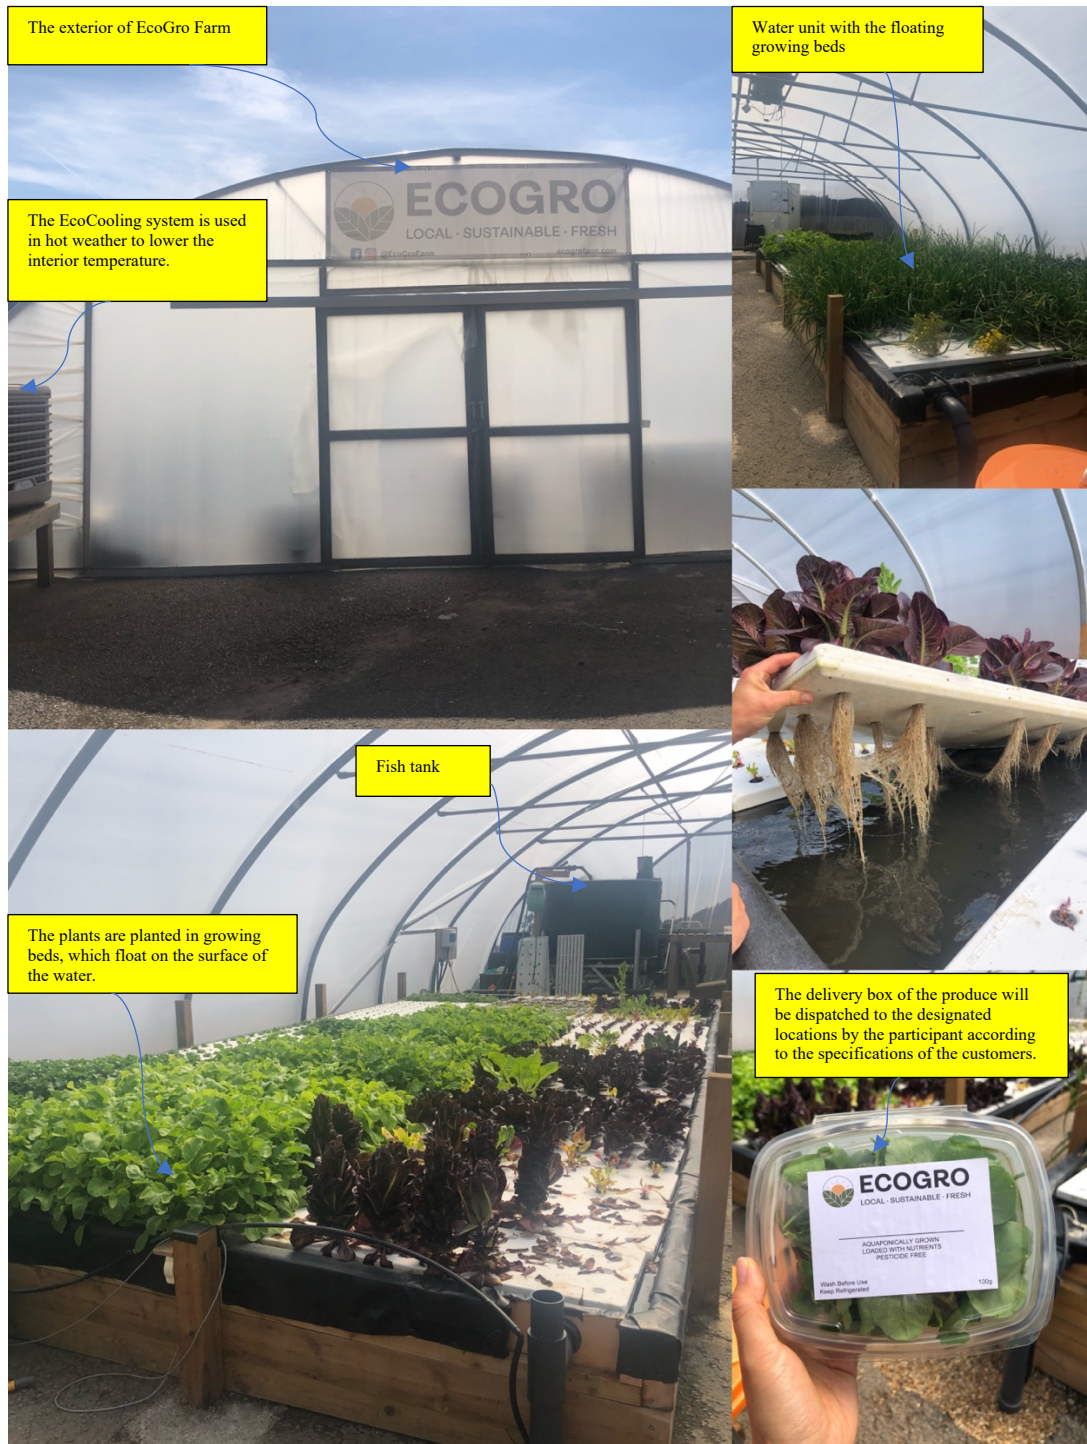 The exterior of EcoGro Farm
Water unit with the floating
growing beds
ECOGRO
LOCAL · SUSTAINABLE · FRESH
@EcoGroFarm
ecogrofarm.com
The EcoCooling system is used
in hot weather to lower the
interior temperature.
Fish tank
The plants are planted in growing
beds, which float on the surface of
the water.
The delivery box of the produce will
be dispatched to the designated
locations by the participant according
to the specifications of the customers.
ECOGRO
LOCAL · SUSTAINABLE · FRESH
AQUAPONICALLY GROWN
LOADED WITH NUTRIENTS
PESTICIDE FREE
Wash Before Use
Keep Refrigerated
100g